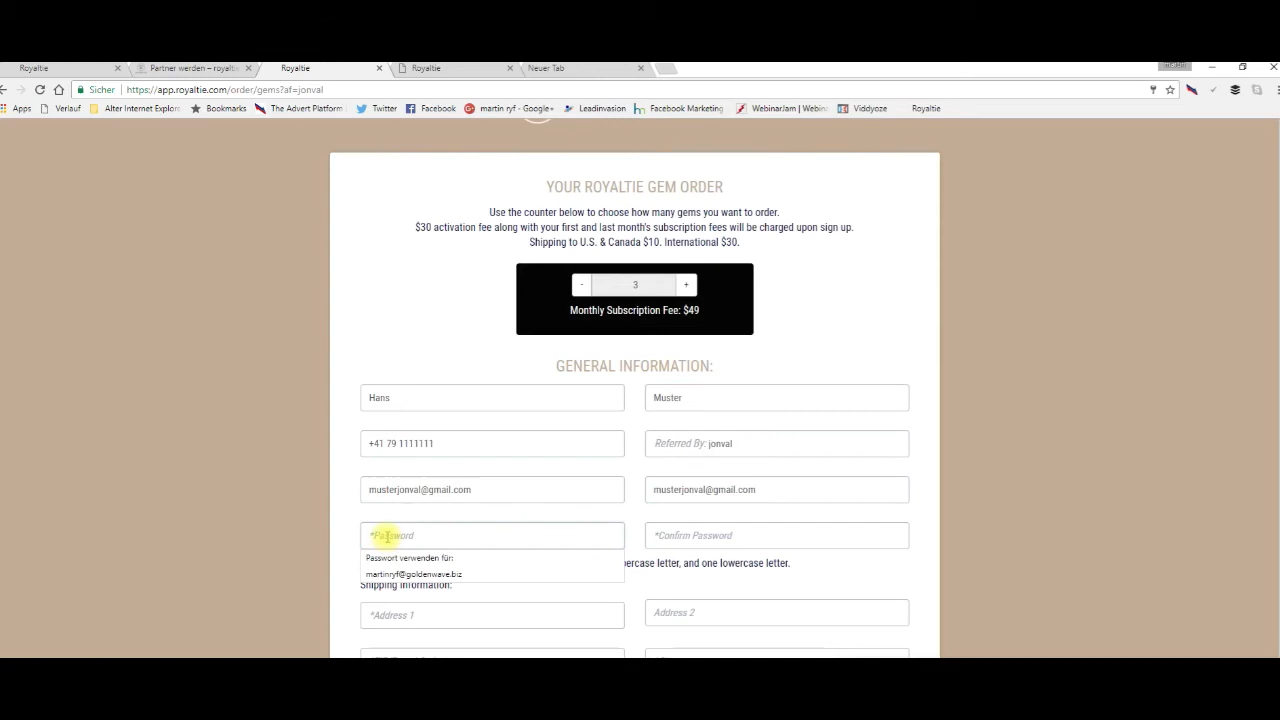 Royaltie
Partner werden – royaltie
Royaltie
Royaltie
Neuer Tab
Sicher
https://app.royaltie.com/order/gems?af=jonval
Apps
Verlauf
Alter Internet Explor
Bookmarks
The Advert Platform
Twitter
Facebook
martin ryf - Google+
Leadinvasion
Facebook Marketing
WebinarJam | Webin
Viddyoze
Royaltie
YOUR ROYALTIE GEM ORDER
Use the counter below to choose how many gems you want to order.
$30 activation fee along with your first and last month's subscription fees will be charged upon sign up.
Shipping to U.S. & Canada $10. International $30.
- 3 +
Monthly Subscription Fee: $49
GENERAL INFORMATION:
Hans
Muster
+41 79 1111111
Referred By: jonval
musterjonval@gmail.com
musterjonval@gmail.com
*Password
*Confirm Password
Passwort verwenden für:
martinryf@goldenwave.biz
ercase letter, and one lowercase letter.
Shipping Information:
*Address 1
Address 2